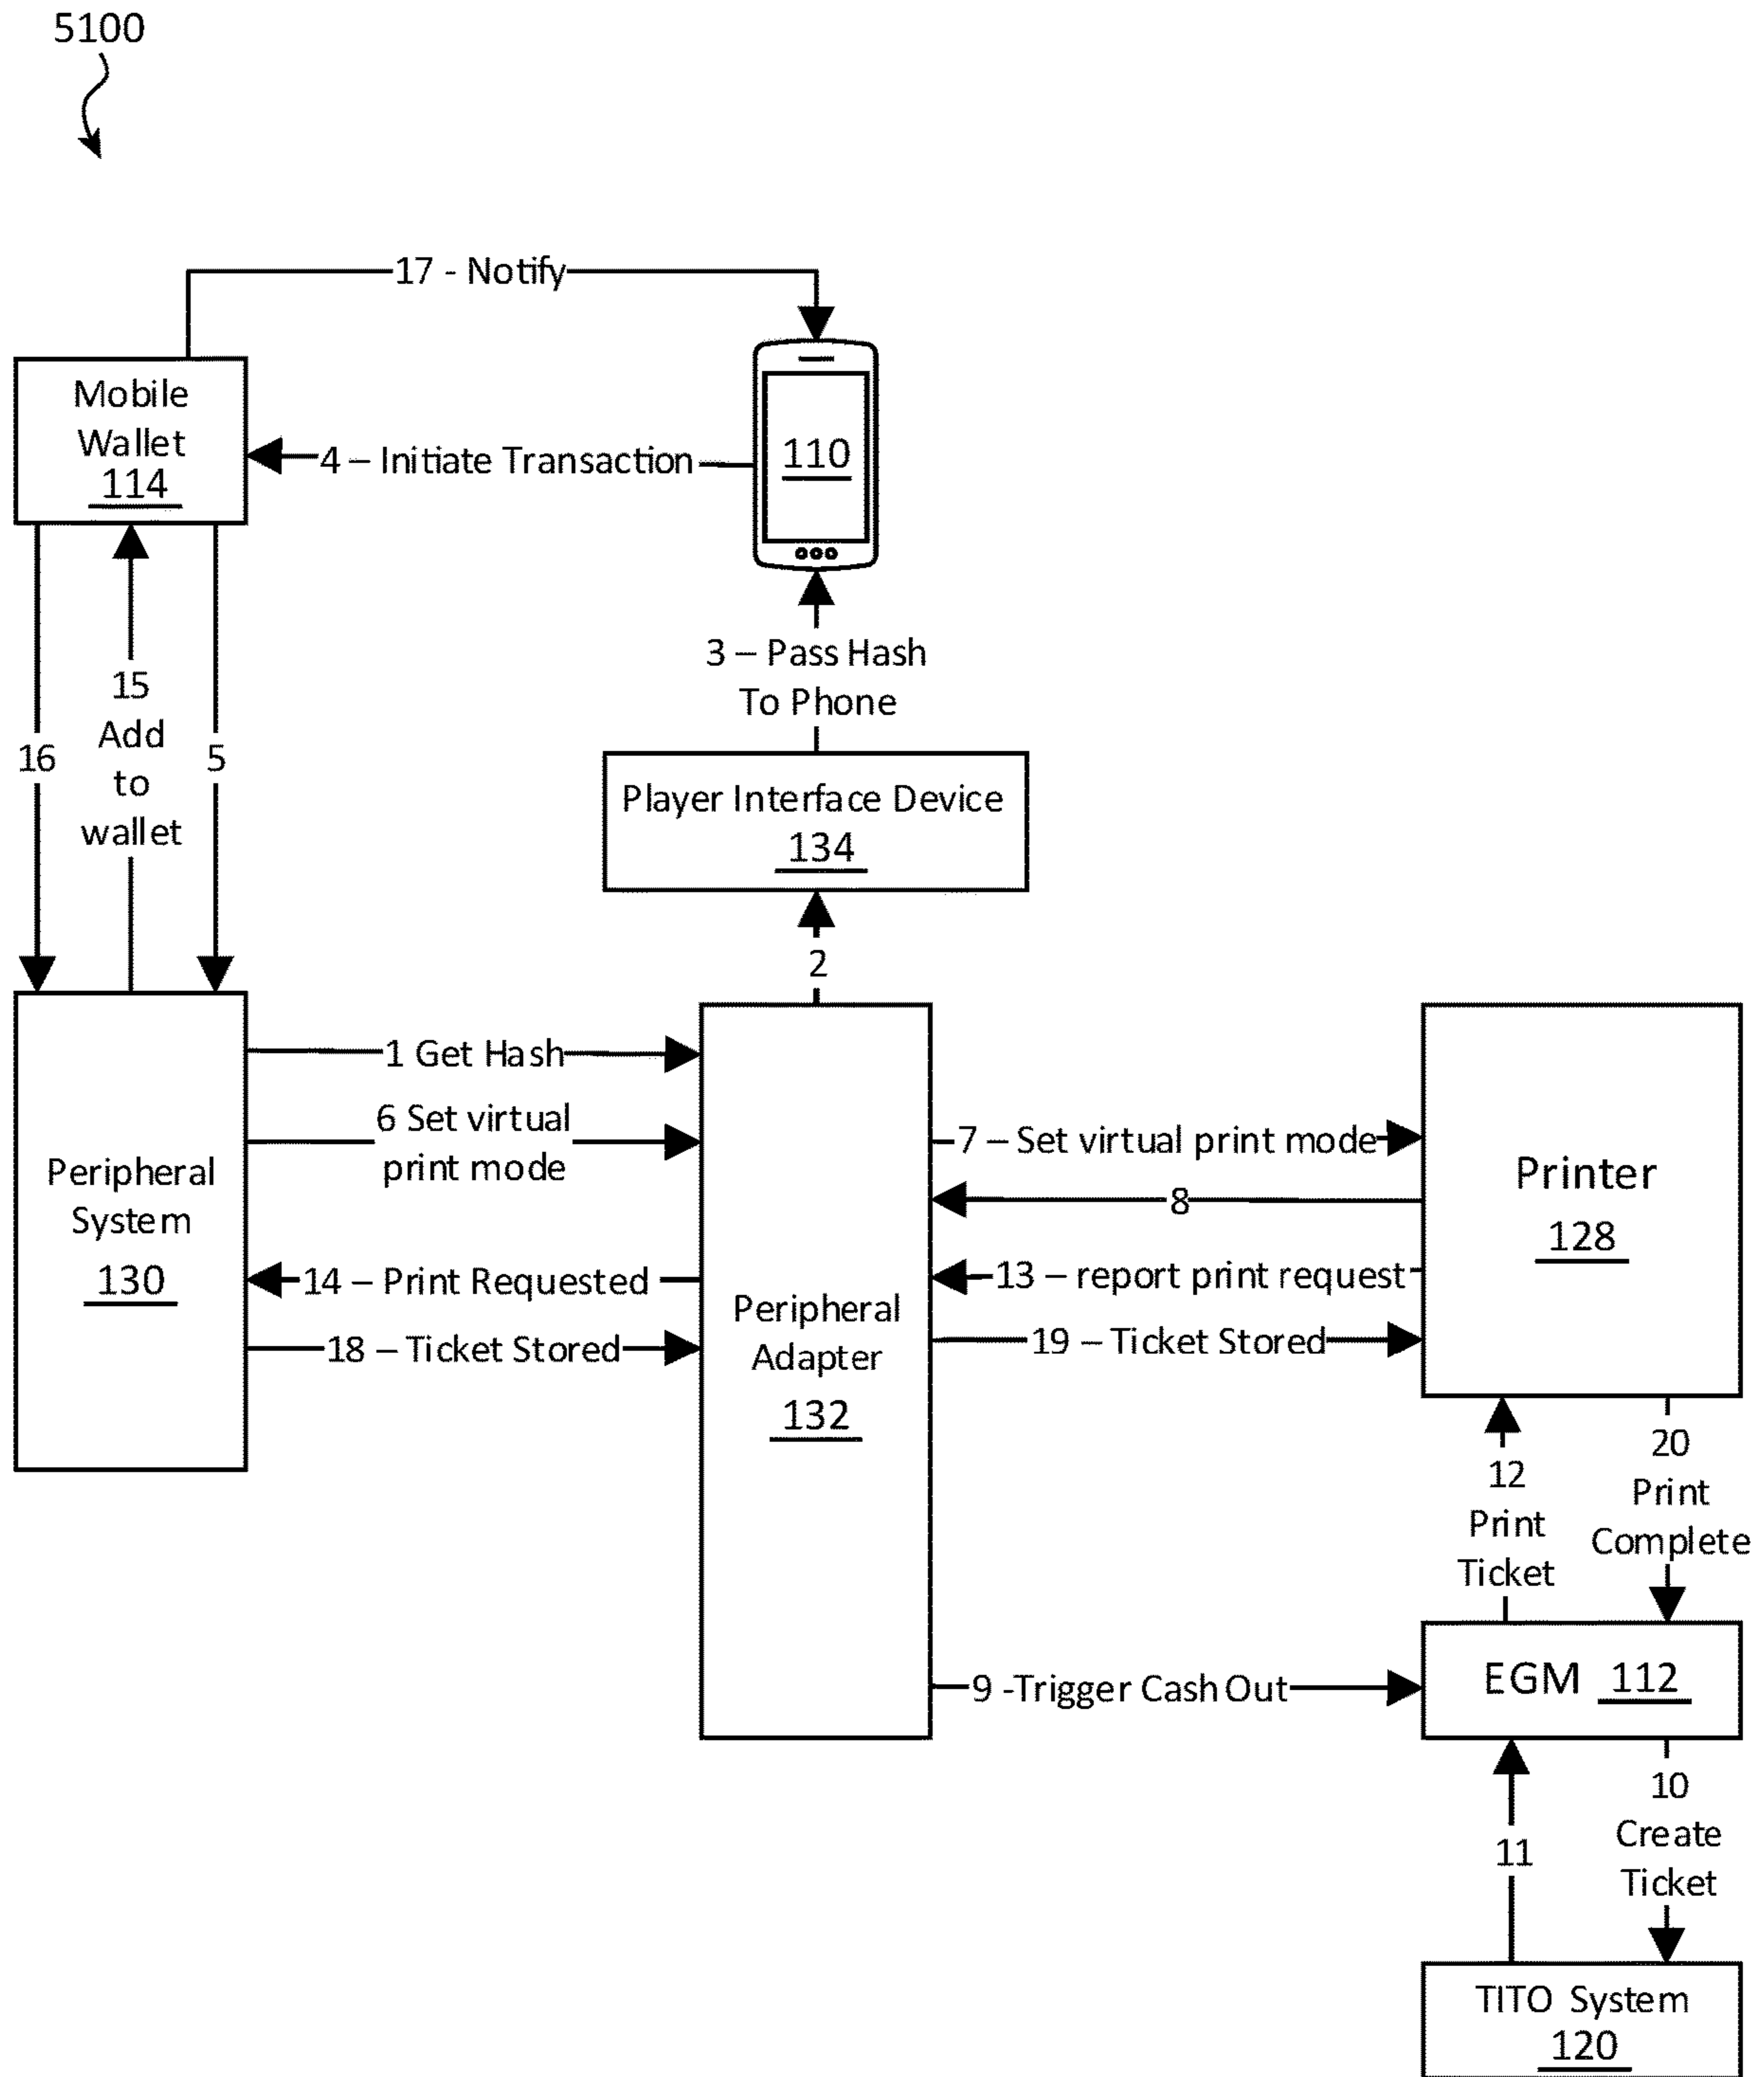 5100
17 - Notify
Mobile
Wallet
114
4 – Initiate Transaction
110
3 – Pass Hash
To Phone
15
Add
to
wallet
16
5
Player Interface Device
134
2
1 Get Hash
6 Set virtual
print mode
7 – Set virtual print mode
Peripheral
System
130
8
Printer
128
14 – Print Requested
13 – report print request
Peripheral
Adapter
132
18 – Ticket Stored
19 – Ticket Stored
12
Print
Ticket
20
Print
Complete
9 -Trigger Cash Out
EGM 112
11
10
Create
Ticket
TITO System
120